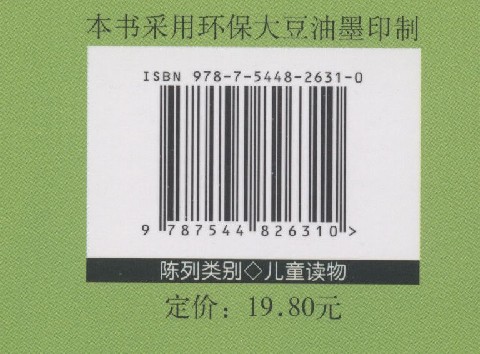 本书采用环保大豆油墨印制
ISBN 978-7-5448-2631-0
9 787544 826310 >
陈列类别◇儿童读物
定价：19.80元